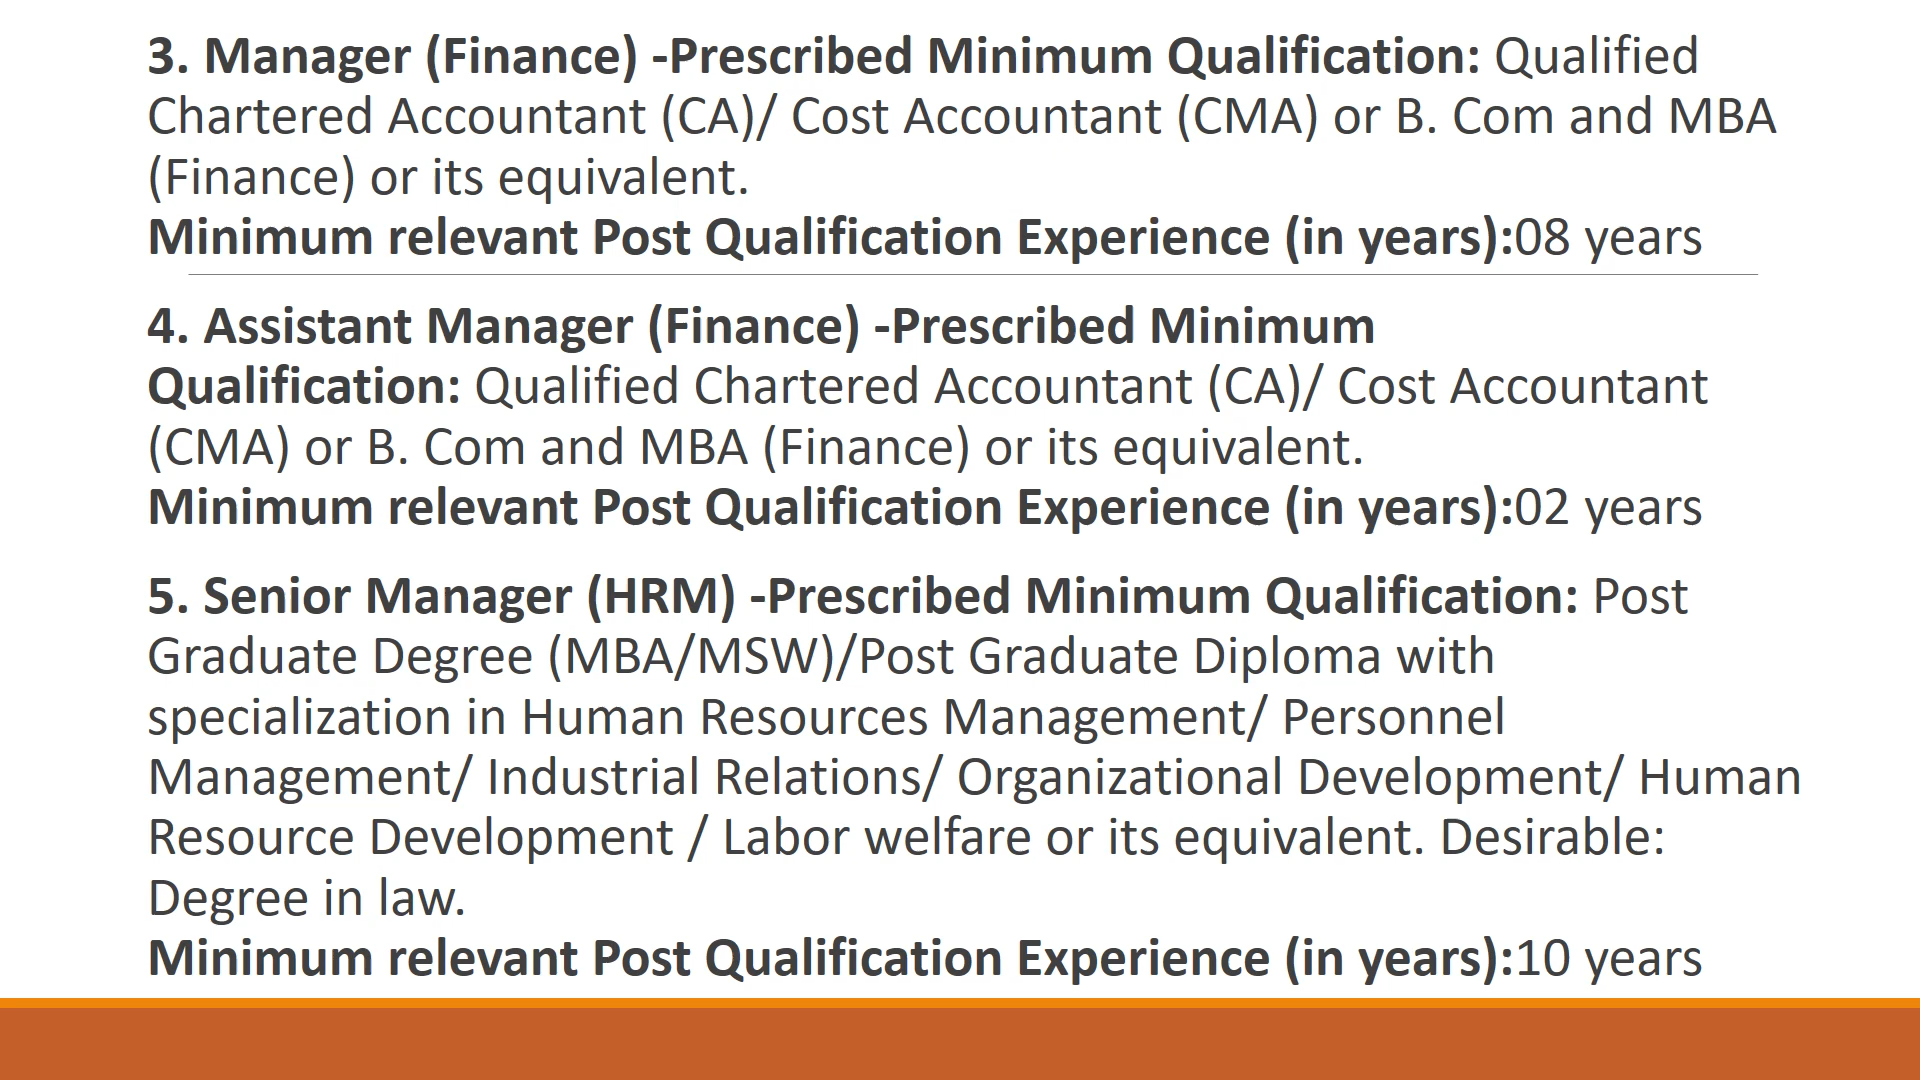 3. Manager (Finance) -Prescribed Minimum Qualification: Qualified
Chartered Accountant (CA)/ Cost Accountant (CMA) or B. Com and MBA
(Finance) or its equivalent.
Minimum relevant Post Qualification Experience (in years):08 years
4. Assistant Manager (Finance) -Prescribed Minimum
Qualification: Qualified Chartered Accountant (CA)/ Cost Accountant
(CMA) or B. Com and MBA (Finance) or its equivalent.
Minimum relevant Post Qualification Experience (in years):02 years
5. Senior Manager (HRM) -Prescribed Minimum Qualification: Post
Graduate Degree (MBA/MSW)/Post Graduate Diploma with
specialization in Human Resources Management/ Personnel
Management/ Industrial Relations/ Organizational Development/ Human
Resource Development / Labor welfare or its equivalent. Desirable:
Degree in law.
Minimum relevant Post Qualification Experience (in years):10 years